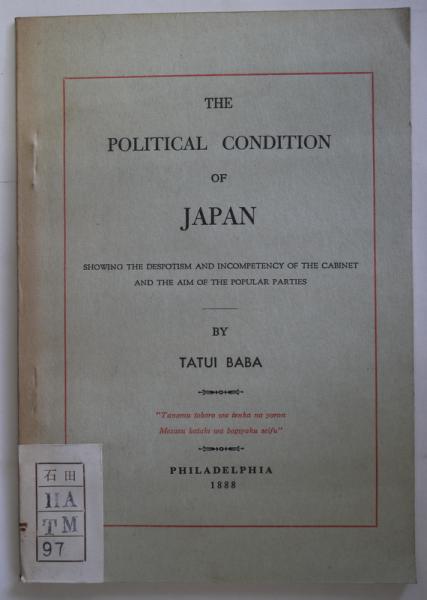 THE
POLITICAL CONDITION
OF
JAPAN
SHOWING THE DESPOTISM AND INCOMPETENCY OF THE CABINET
AND THE AIM OF THE POPULAR PARTIES
BY
TATUI BABA
"Tanomu tokoro wa tenka no yoron
Mezasu kataki wa bogyaku seifu"
PHILADELPHIA
1888
石田
IIA
TM
97